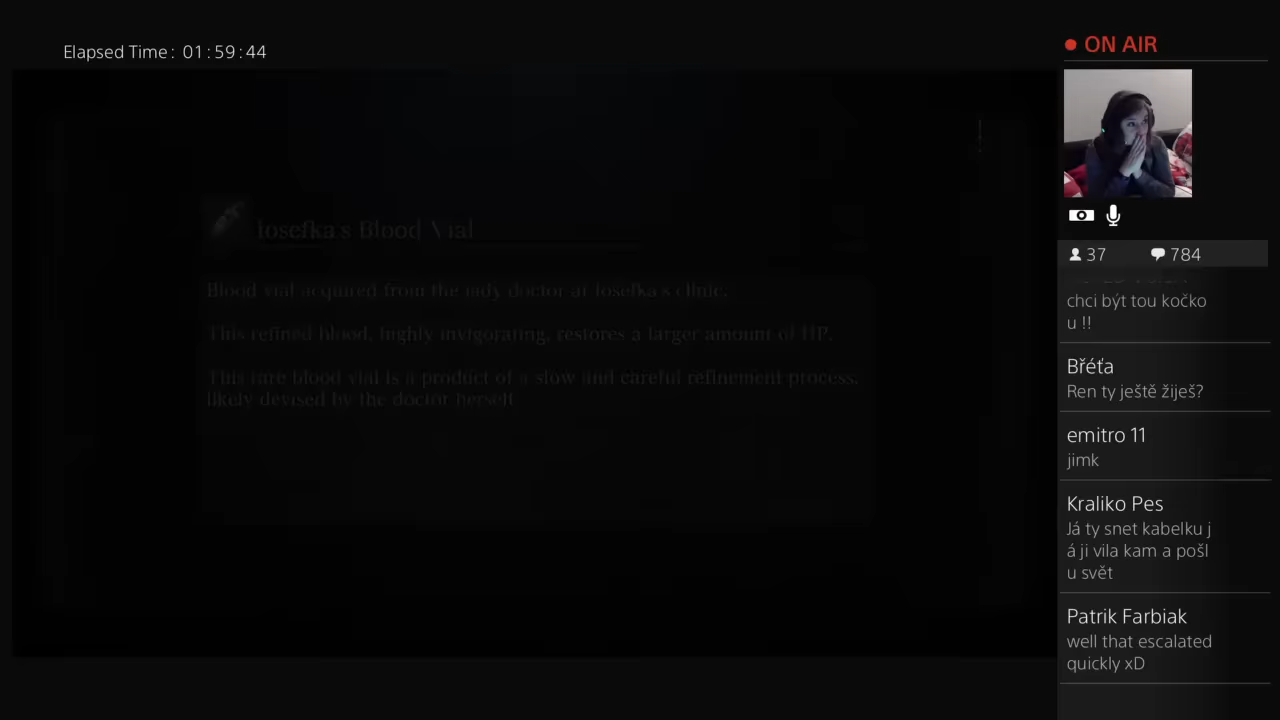 Elapsed Time: 01:59:44
ON AIR
37 784
chci být tou kočko
u !!
Břéťa
Ren ty ještě žiješ?
emitro 11
jimk
Kraliko Pes
Já ty snet kabelku j
á ji vila kam a pošl
u svět
Patrik Farbiak
well that escalated
quickly xD
Iosefka's Blood Vial
Blood vial acquired from the lady doctor at Iosefka's clinic.
This refined blood, highly invigorating, restores a larger amount of HP.
This rare blood vial is a product of a slow and careful refinement process,
likely devised by the doctor herself